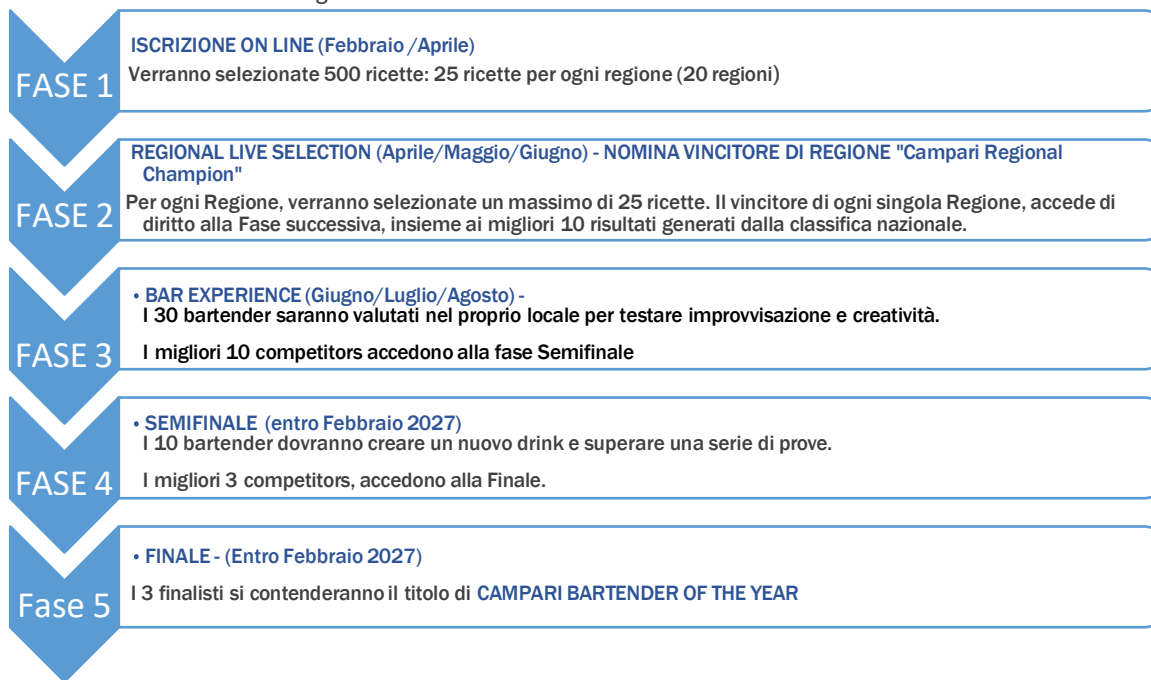 ISCRIZIONE ON LINE (Febbraio /Aprile)
FASE 1
Verranno selezionate 500 ricette: 25 ricette per ogni regione (20 regioni)
REGIONAL LIVE SELECTION (Aprile/Maggio/Giugno) - NOMINA VINCITORE DI REGIONE "Campari Regional
Champion"
FASE 2
Per ogni Regione, verranno selezionate un massimo di 25 ricette. Il vincitore di ogni singola Regione, accede di
diritto alla Fase successiva, insieme ai migliori 10 risultati generati dalla classifica nazionale.
• BAR EXPERIENCE (Giugno/Luglio/Agosto) -
I 30 bartender saranno valutati nel proprio locale per testare improvvisazione e creatività.
FASE 3
I migliori 10 competitors accedono alla fase Semifinale
• SEMIFINALE (entro Febbraio 2027)
I 10 bartender dovranno creare un nuovo drink e superare una serie di prove.
FASE 4
I migliori 3 competitors, accedono alla Finale.
• FINALE - (Entro Febbraio 2027)
Fase 5
I 3 finalisti si contenderanno il titolo di CAMPARI BARTENDER OF THE YEAR